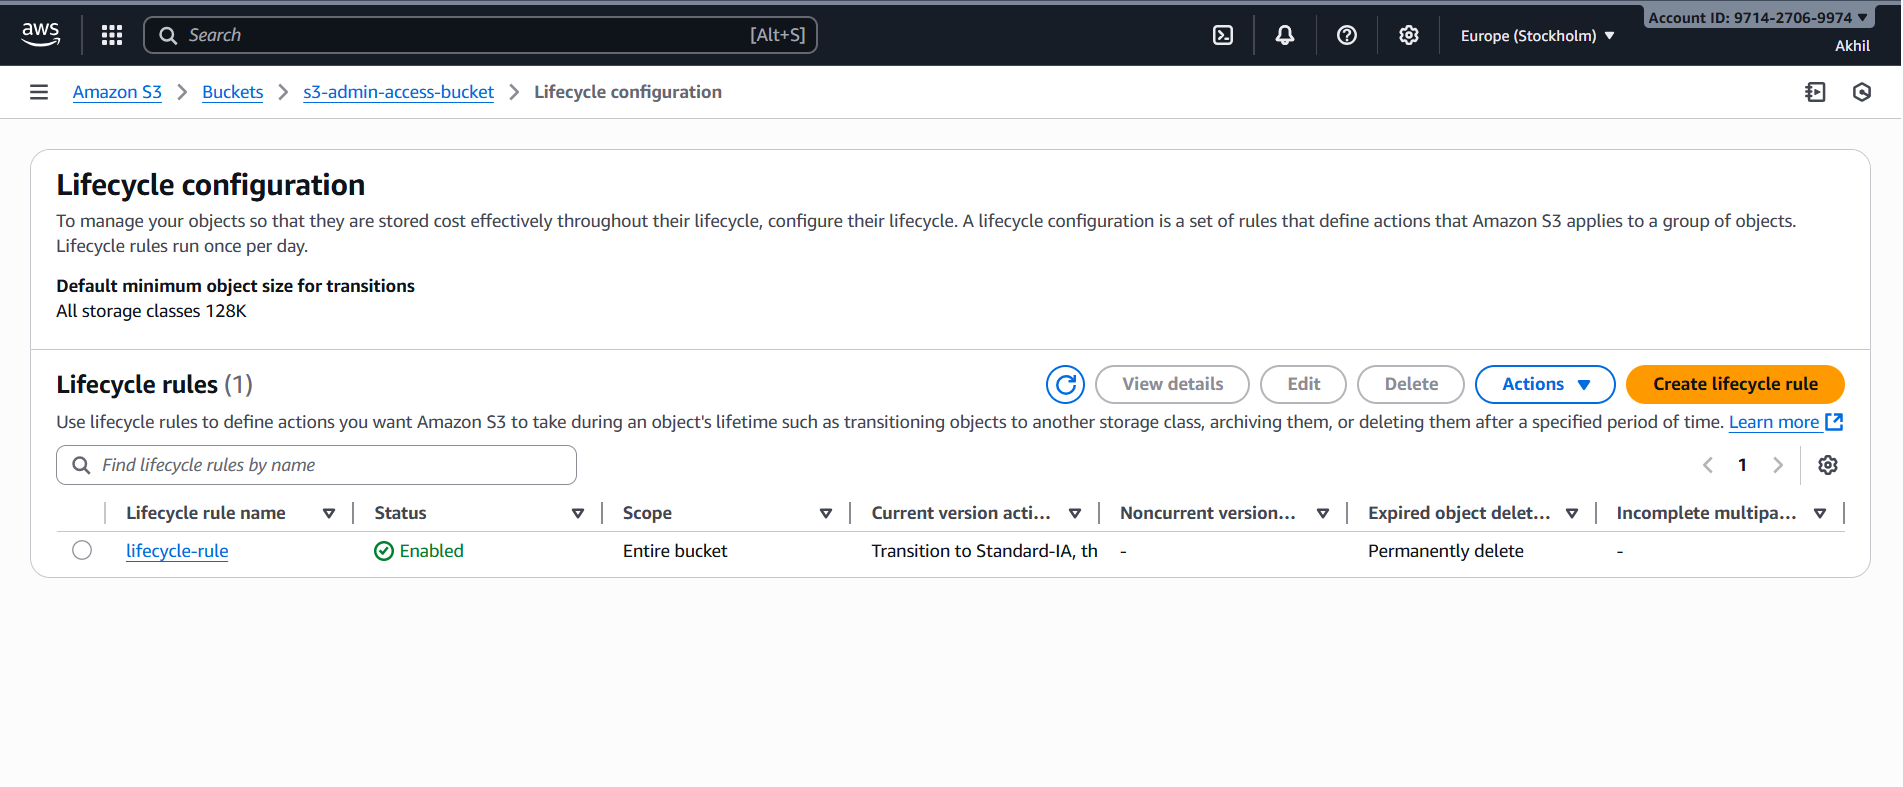 aws
Search [Alt+S]
Europe (Stockholm)
Account ID: 9714-2706-9974
Akhil
Amazon S3 Buckets s3-admin-access-bucket Lifecycle configuration
Lifecycle configuration
To manage your objects so that they are stored cost effectively throughout their lifecycle, configure their lifecycle. A lifecycle configuration is a set of rules that define actions that Amazon S3 applies to a group of objects.
Lifecycle rules run once per day.
Default minimum object size for transitions
All storage classes 128K
Lifecycle rules (1)
View details Edit Delete Actions Create lifecycle rule
Use lifecycle rules to define actions you want Amazon S3 to take during an object's lifetime such as transitioning objects to another storage class, archiving them, or deleting them after a specified period of time. Learn more
Find lifecycle rules by name 1
Lifecycle rule name Status Scope Current version acti... Noncurrent version... Expired object delet... Incomplete multipa...
lifecycle-rule Enabled Entire bucket Transition to Standard-IA, th - Permanently delete -